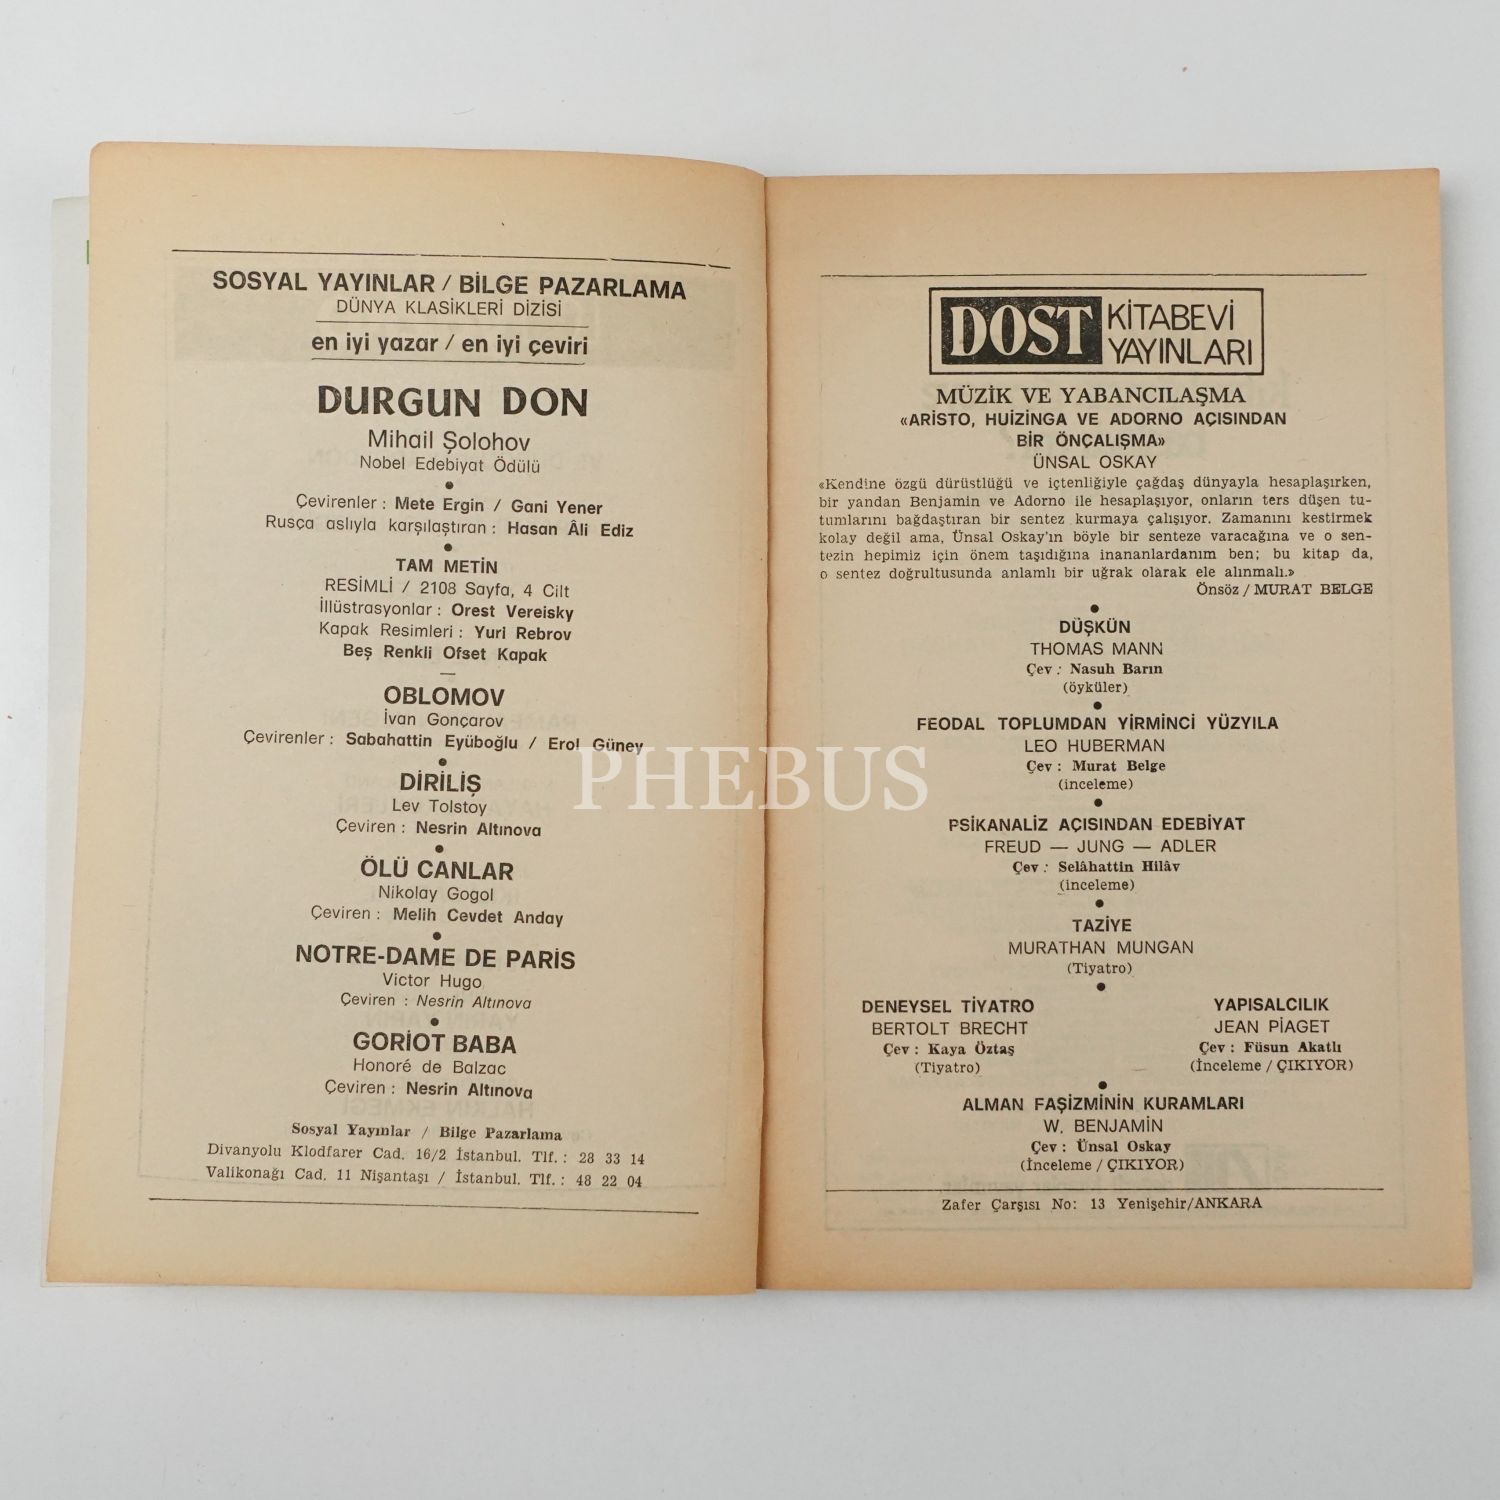 SOSYAL YAYINLAR / BİLGE PAZARLAMA
DÜNYA KLASİKLERİ DİZİSİ
en iyi yazar / en iyi çeviri
DURGUN DON
Mihail Şolohov
Nobel Edebiyat Ödülü
●
Çevirenler : Mete Ergin / Gani Yener
Rusça aslıyla karşılaştıran : Hasan Âli Ediz
●
TAM METİN
RESİMLİ / 2108 Sayfa, 4 Cilt
İllüstrasyonlar : Orest Vereisky
Kapak Resimleri : Yuri Rebrov
Beş Renkli Ofset Kapak
—
OBLOMOV
İvan Gonçarov
Çevirenler : Sabahattin Eyüboğlu / Erol Güney
●
DİRİLİŞ
Lev Tolstoy
Çeviren : Nesrin Altınova
●
ÖLÜ CANLAR
Nikolay Gogol
Çeviren : Melih Cevdet Anday
●
NOTRE-DAME DE PARİS
Victor Hugo
Çeviren : Nesrin Altınova
●
GORİOT BABA
Honoré de Balzac
Çeviren : Nesrin Altınova
Sosyal Yayınlar / Bilge Pazarlama
Divanyolu Klodfarer Cad. 16/2 İstanbul. Tlf. : 28 33 14
Valikonağı Cad. 11 Nişantaşı / İstanbul. Tlf. : 48 22 04
DOST KİTABEVİ
YAYINLARI
MÜZİK VE YABANCILAŞMA
«ARİSTO, HUİZİNGA VE ADORNO AÇISINDAN
BİR ÖNÇALIŞMA»
ÜNSAL OSKAY
«Kendine özgü dürüstlüğü ve içtenliğiyle çağdaş dünyayla hesaplaşırken,
bir yandan Benjamin ve Adorno ile hesaplaşıyor, onların ters düşen tu-
tumlarını bağdaştıran bir sentez kurmaya çalışıyor. Zamanını kestirmek
kolay değil ama, Ünsal Oskay'ın böyle bir senteze varacağına ve o sen-
tezin hepimiz için önem taşıdığına inananlardanım ben; bu kitap da,
o sentez doğrultusunda anlamlı bir uğrak olarak ele alınmalı.»
Önsöz / MURAT BELGE
●
DÜŞKÜN
THOMAS MANN
Çev : Nasuh Barın
(öyküler)
●
FEODAL TOPLUMDAN YİRMİNCİ YÜZYILA
LEO HUBERMAN
Çev : Murat Belge
(inceleme)
●
PSİKANALİZ AÇISINDAN EDEBİYAT
FREUD — JUNG — ADLER
Çev : Selâhattin Hilâv
(inceleme)
●
TAZİYE
MURATHAN MUNGAN
(Tiyatro)
●
DENEYSEL TİYATRO
BERTOLT BRECHT
Çev : Kaya Öztaş
(Tiyatro)
YAPISALCILIK
JEAN PİAGET
Çev : Füsun Akatlı
(İnceleme / ÇIKIYOR)
●
ALMAN FAŞİZMİNİN KURAMLARI
W. BENJAMİN
Çev : Ünsal Oskay
(İnceleme / ÇIKIYOR)
Zafer Çarşısı No: 13 Yenişehir/ANKARA
PHEBUS